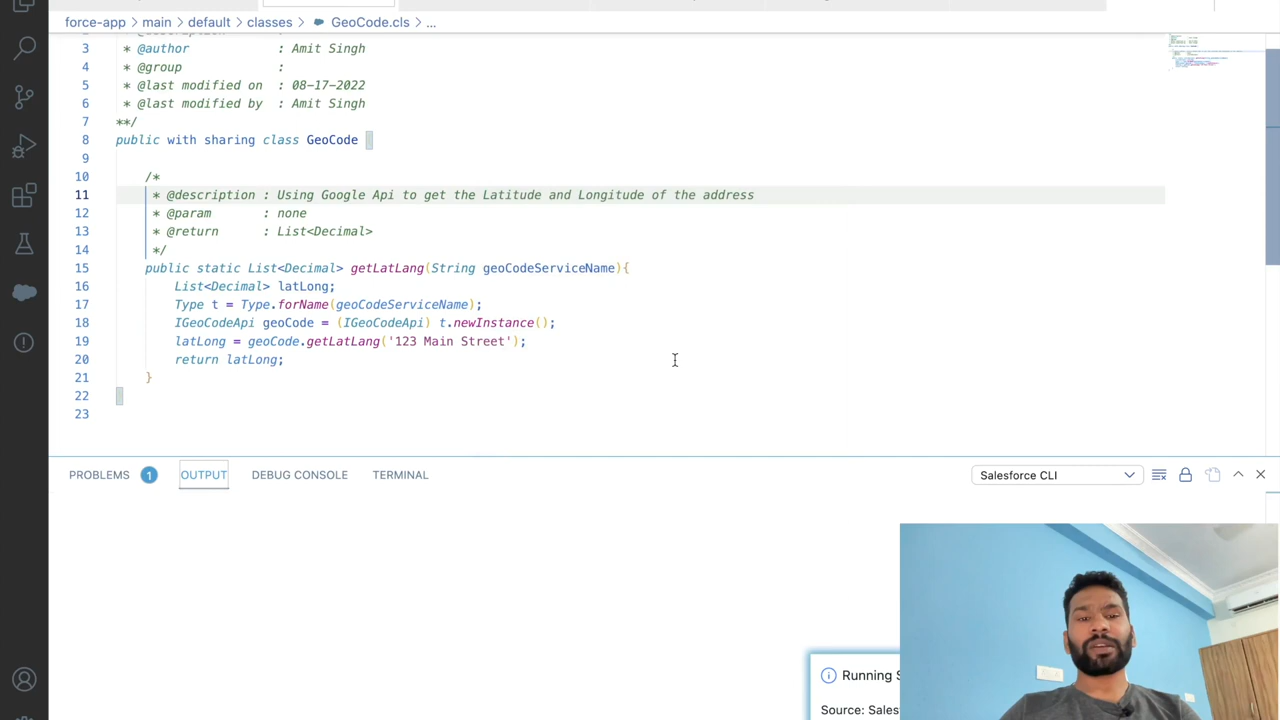 force-app > main > default > classes > GeoCode.cls > ...
3 * @author : Amit Singh
4 * @group :
5 * @last modified on : 08-17-2022
6 * @last modified by : Amit Singh
7 **/
8 public with sharing class GeoCode {
9
10 /*
11 * @description : Using Google Api to get the Latitude and Longitude of the address
12 * @param : none
13 * @return : List<Decimal>
14 */
15 public static List<Decimal> getLatLang(String geoCodeServiceName){
16 List<Decimal> latLong;
17 Type t = Type.forName(geoCodeServiceName);
18 IGeoCodeApi geoCode = (IGeoCodeApi) t.newInstance();
19 latLong = geoCode.getLatLang('123 Main Street');
20 return latLong;
21 }
22 }
23
PROBLEMS 1 OUTPUT DEBUG CONSOLE TERMINAL Salesforce CLI
Running
Source: Sales